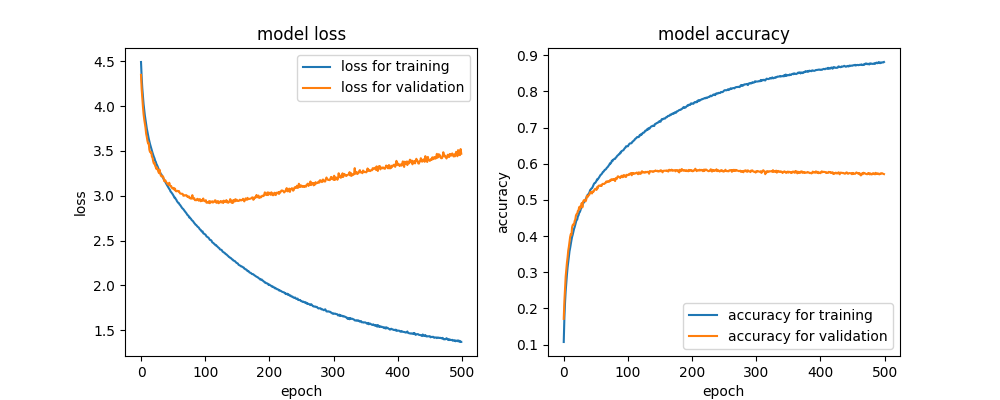 model loss
4.5
4.0
3.5
3.0
2.5
2.0
1.5
loss
loss for training
loss for validation
0 100 200 300 400 500
epoch
model accuracy
0.9
0.8
0.7
0.6
0.5
0.4
0.3
0.2
0.1
accuracy
accuracy for training
accuracy for validation
0 100 200 300 400 500
epoch